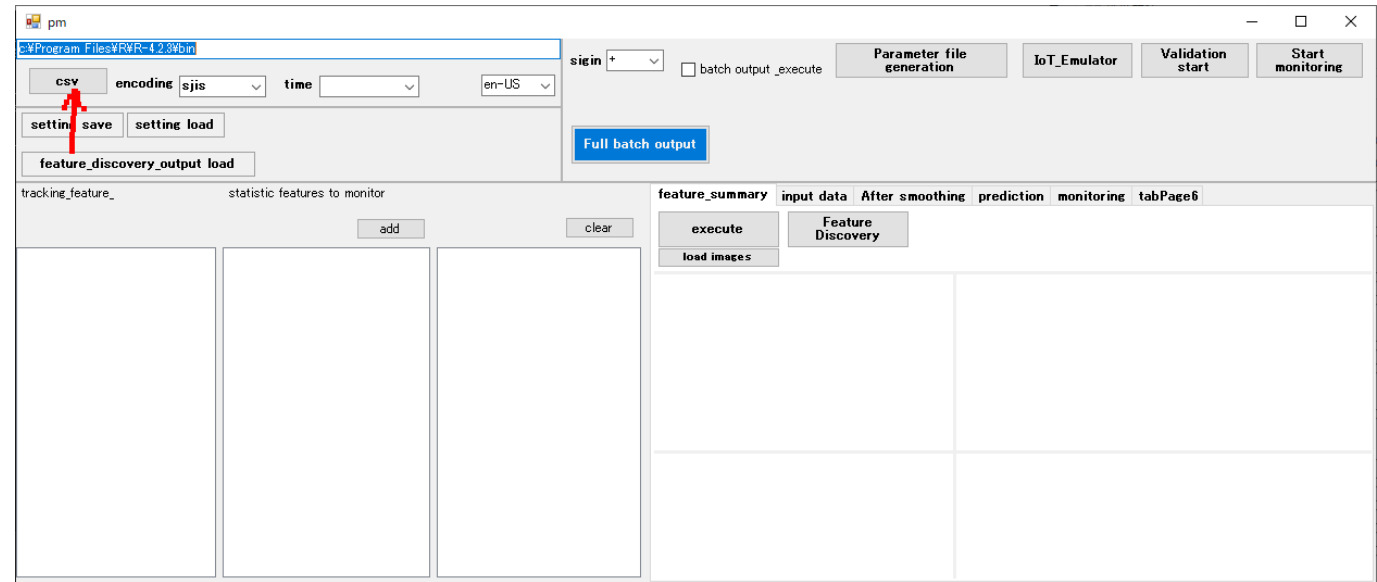 pm
c:¥Program Files¥R¥R-4.2.3¥bin
csv encoding sjis time en-US
setting save setting load
feature_discovery_output load
sigin + batch output _execute
Parameter file
generation
IoT_Emulator
Validation
start
Start
monitoring
Full batch output
tracking_feature_ statistic features to monitor
add clear
feature_summary input data After smoothing prediction monitoring tabPage6
execute
Feature
Discovery
load images